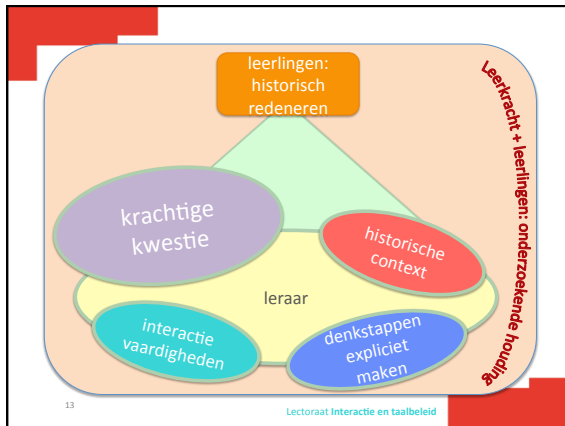 leerlingen:
historisch
redeneren
Leerkracht + leerlingen: onderzoekende houding
krachtige
kwestie
historische
context
leraar
interactie
vaardigheden
denkstappen
expliciet
maken
13
Lectoraat Interactie en taalbeleid